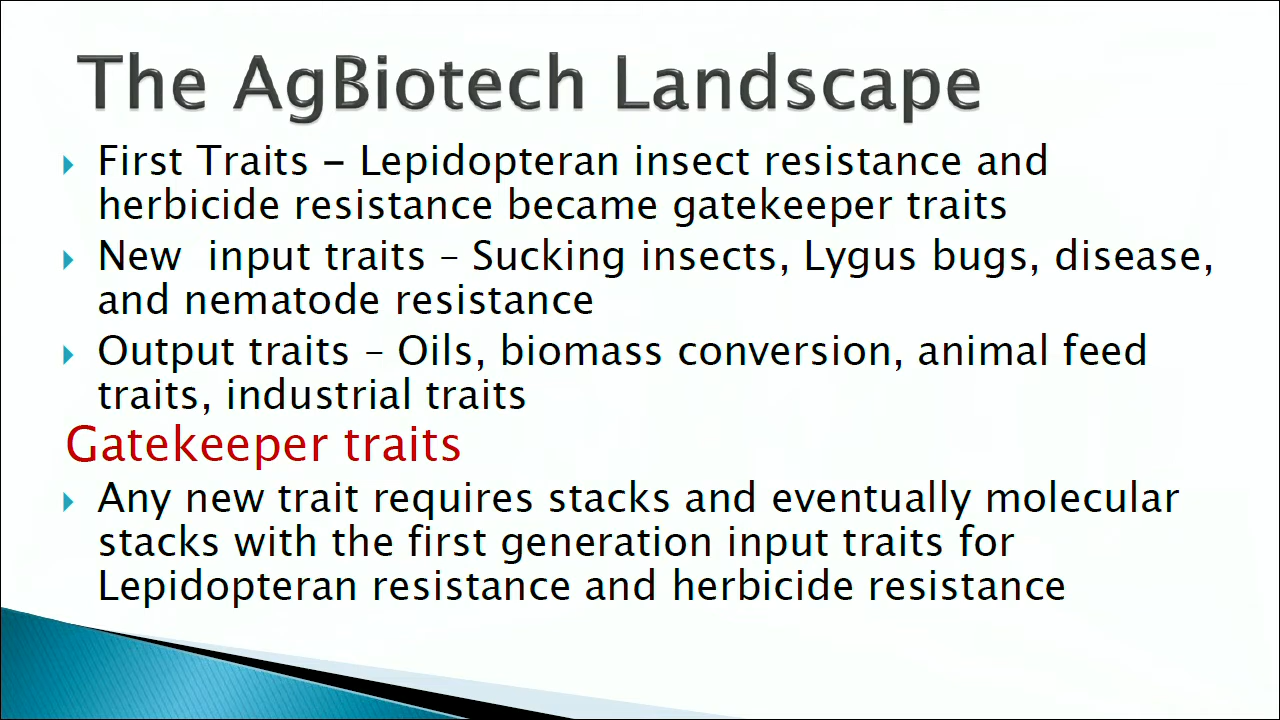 The AgBiotech Landscape
First Traits – Lepidopteran insect resistance and
herbicide resistance became gatekeeper traits
New  input traits – Sucking insects, Lygus bugs, disease,
and nematode resistance
Output traits – Oils, biomass conversion, animal feed
traits, industrial traits
Gatekeeper traits
Any new trait requires stacks and eventually molecular
stacks with the first generation input traits for
Lepidopteran resistance and herbicide resistance